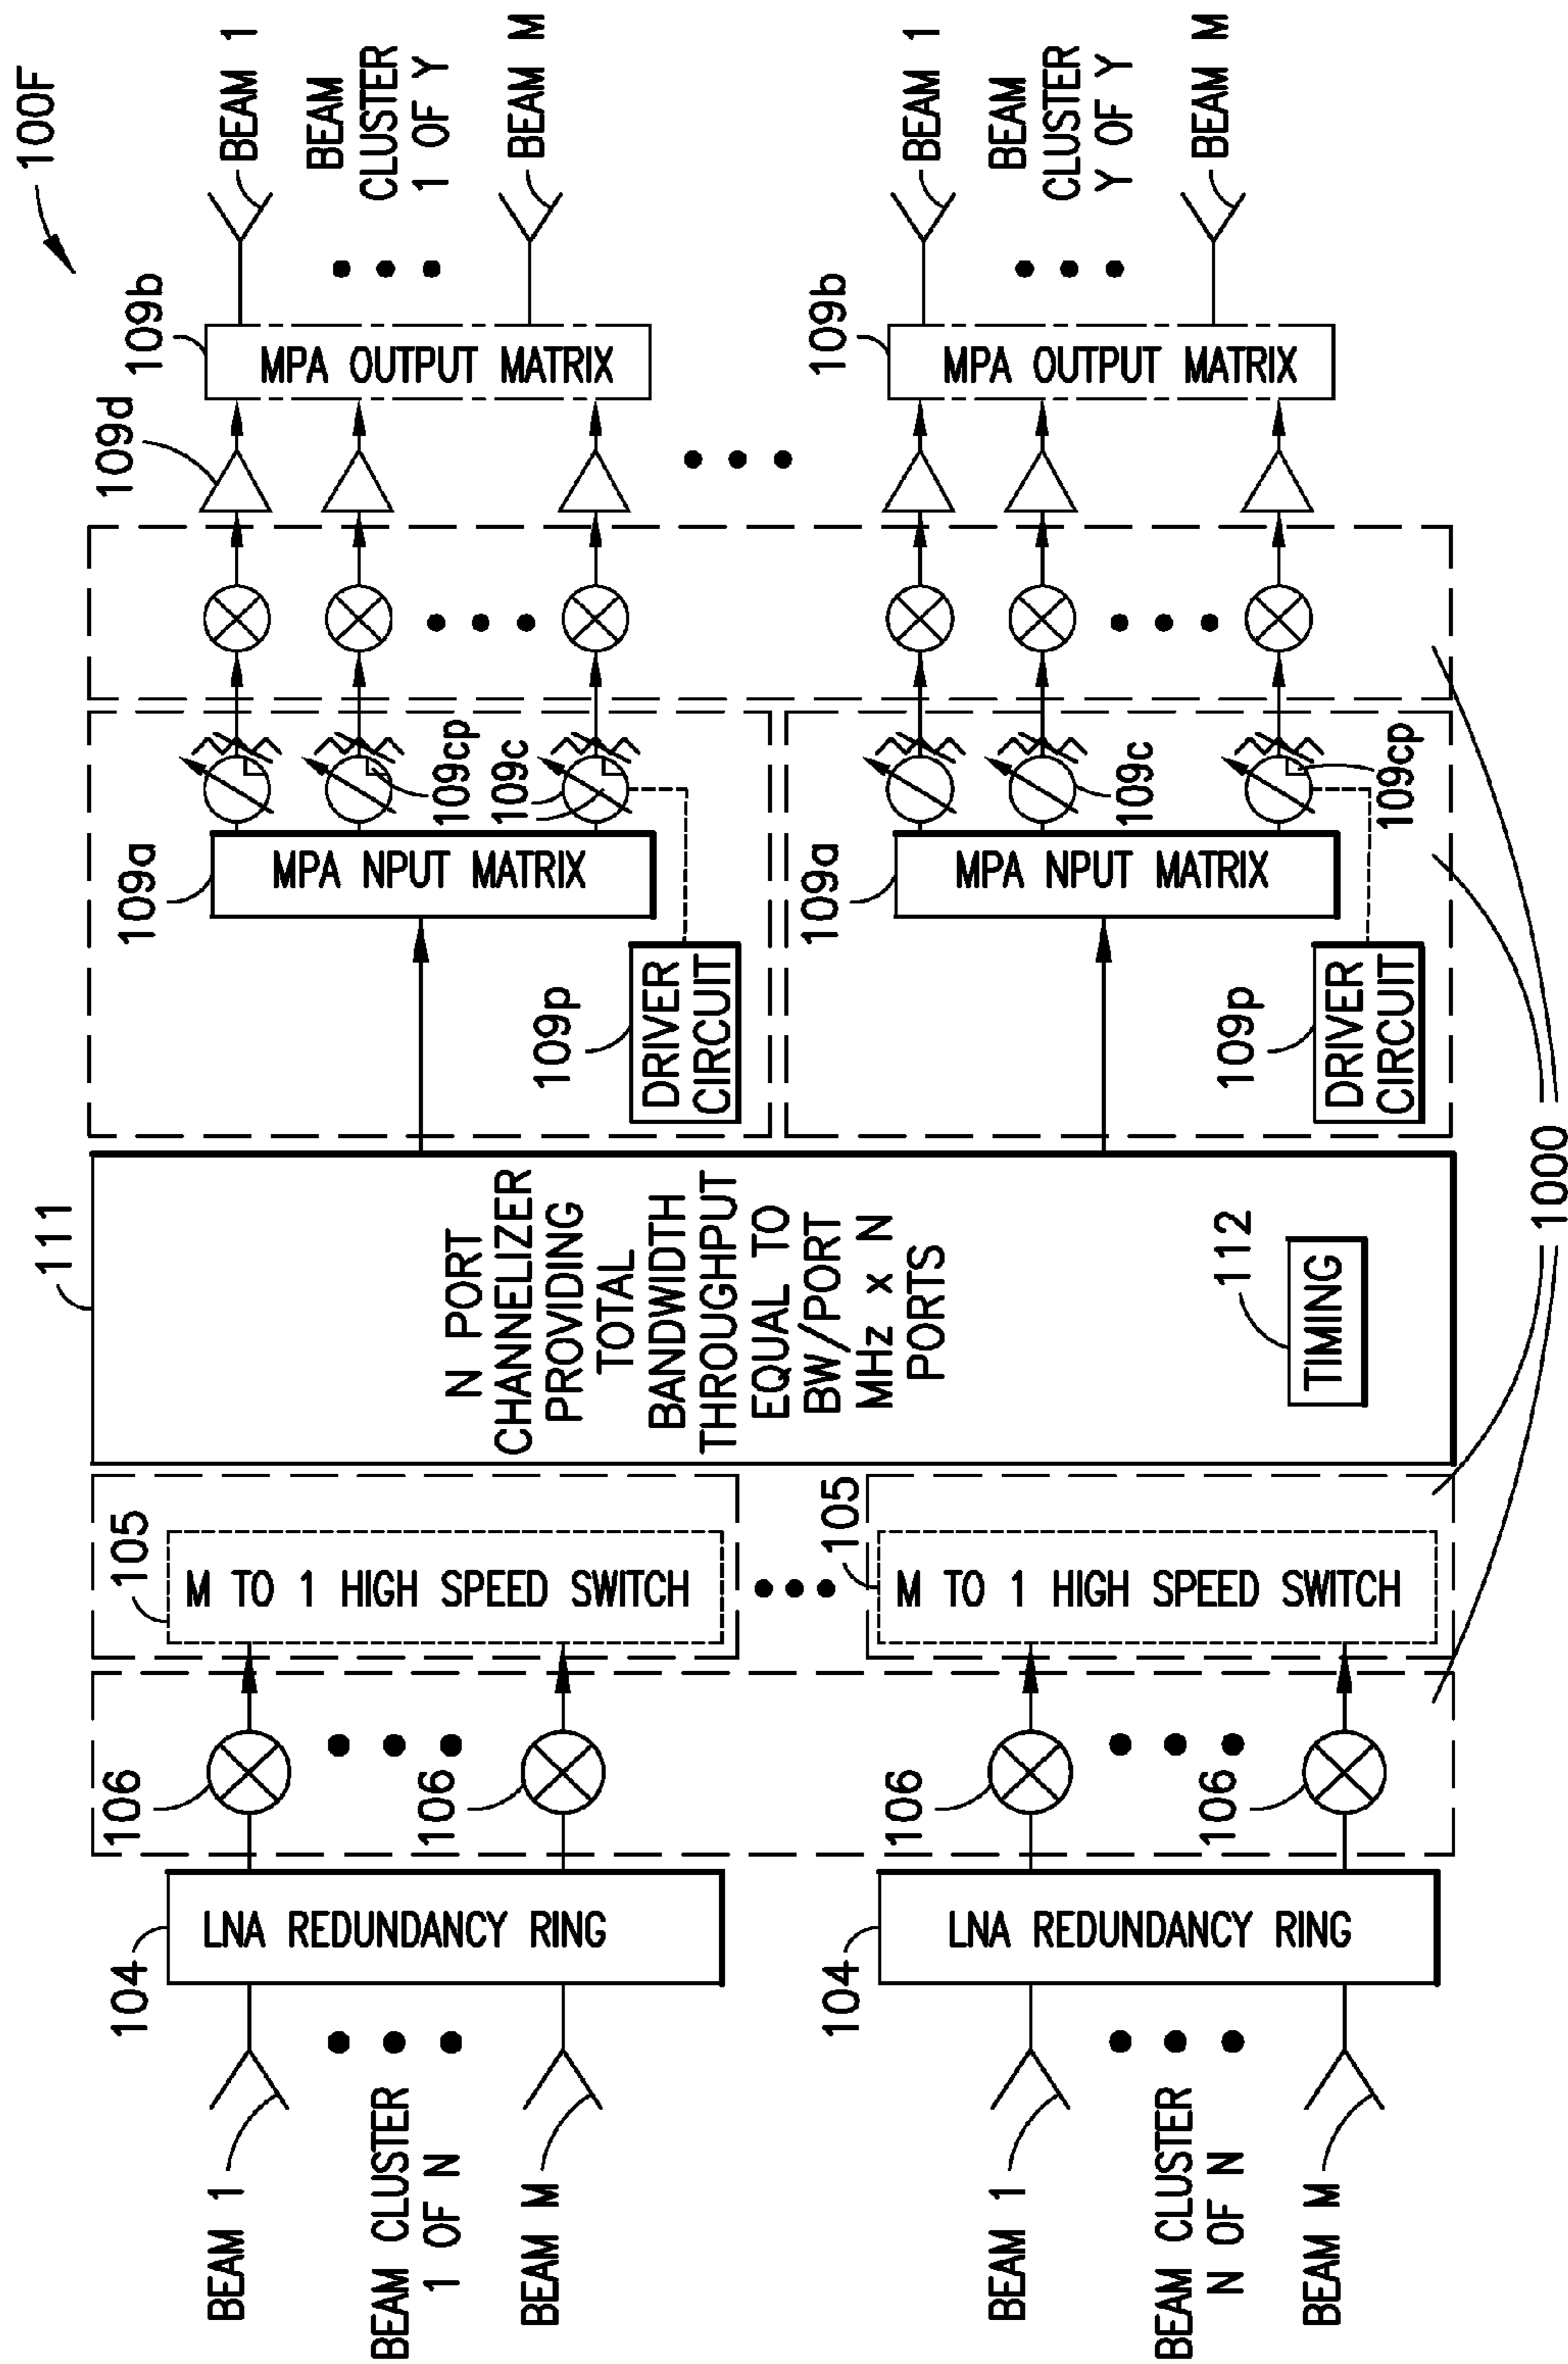 100F
BEAM 1
BEAM CLUSTER
1 OF N
BEAM M
104
LNA REDUNDANCY RING
106
106
105
M TO 1 HIGH SPEED SWITCH
BEAM 1
BEAM CLUSTER
N OF N
BEAM M
104
LNA REDUNDANCY RING
106
106
105
M TO 1 HIGH SPEED SWITCH
111
N PORT
CHANNELIZER
PROVIDING
TOTAL
BANDWIDTH
THROUGHPUT
EQUAL TO
BW/PORT
MHz x N
PORTS
112
TIMING
109a
MPA NPUT MATRIX
109cp
109c
109p
DRIVER
CIRCUIT
109d
109b
MPA OUTPUT MATRIX
BEAM 1
BEAM
CLUSTER
1 OF Y
BEAM M
109a
MPA NPUT MATRIX
109c
109cp
109p
DRIVER
CIRCUIT
109b
MPA OUTPUT MATRIX
BEAM 1
BEAM
CLUSTER
Y OF Y
BEAM M
1000